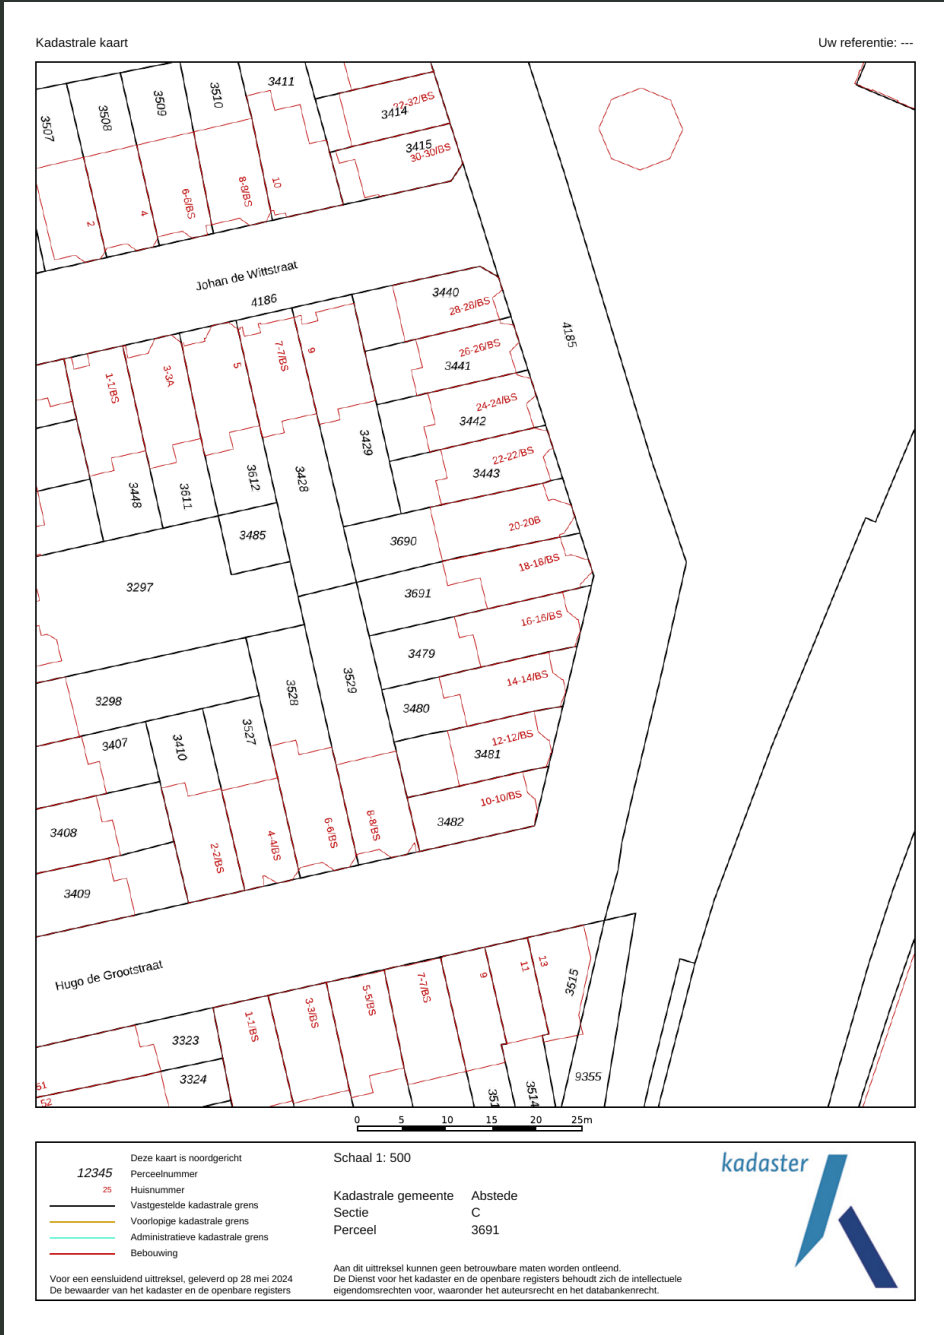 Kadastrale kaart
Uw referentie: ---
3411
3510
3509
3508
3507
22-32/BS
3414
3415
30-30/BS
10
8-8/BS
6-6/BS
4
2
Johan de Wittstraat
4186
3440
28-28/BS
4185
26-26/BS
3441
9
7-7/BS
5
3-3A
1-1/BS
24-24/BS
3442
3429
22-22/BS
3443
3428
3612
3611
3448
20-20B
3485
3690
18-18/BS
3297
3691
16-16/BS
3479
14-14/BS
3529
3528
3298
3480
3527
3410
3407
12-12/BS
3481
10-10/BS
3482
8-8/BS
6-6/BS
4-4/BS
2-2/BS
3408
3409
Hugo de Grootstraat
13
11
9
7-7/BS
5-5/BS
3-3/BS
1-1/BS
3515
3323
3324
9355
3514
351
51
52
0 5 10 15 20 25m
Deze kaart is noordgericht
12345 Perceelnummer
25 Huisnummer
Vastgestelde kadastrale grens
Voorlopige kadastrale grens
Administratieve kadastrale grens
Bebouwing
Voor een eensluidend uittreksel, geleverd op 28 mei 2024
De bewaarder van het kadaster en de openbare registers
Schaal 1: 500
Kadastrale gemeente Abstede
Sectie C
Perceel 3691
Aan dit uittreksel kunnen geen betrouwbare maten worden ontleend.
De Dienst voor het kadaster en de openbare registers behoudt zich de intellectuele
eigendomsrechten voor, waaronder het auteursrecht en het databankenrecht.
kadaster